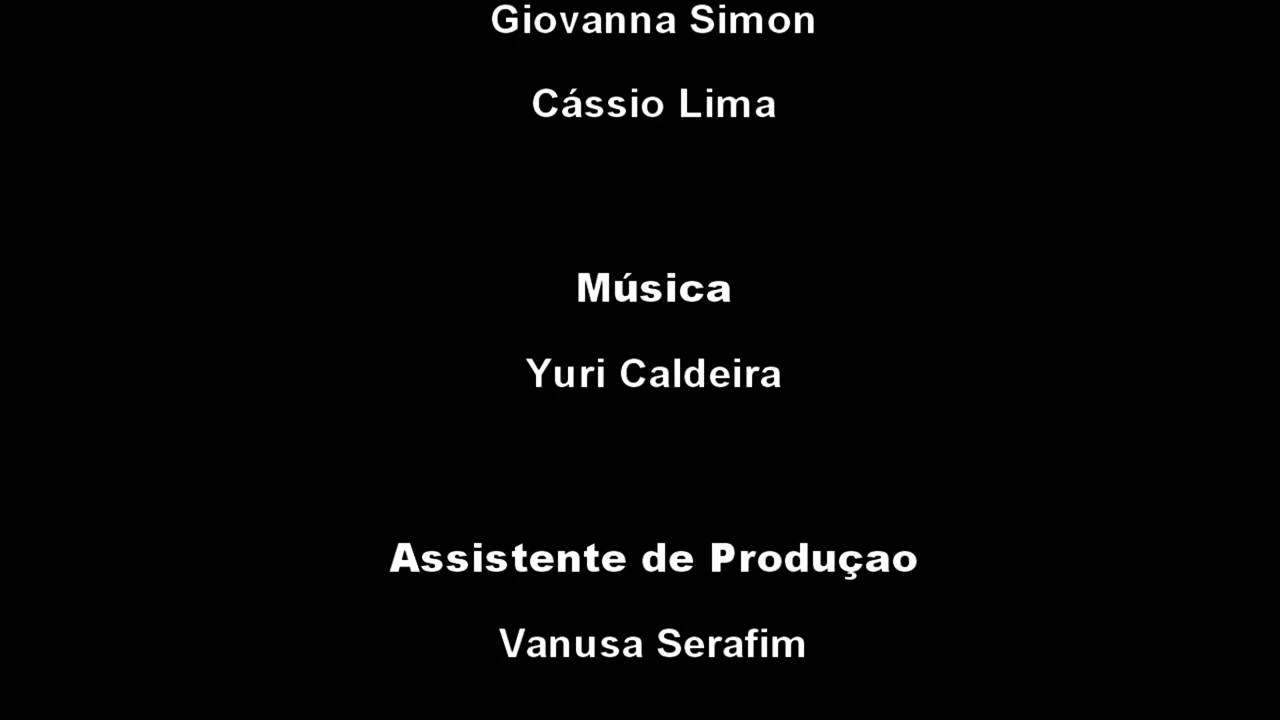 Giovanna Simon
Cássio Lima
Música
Yuri Caldeira
Assistente de Produçao
Vanusa Serafim